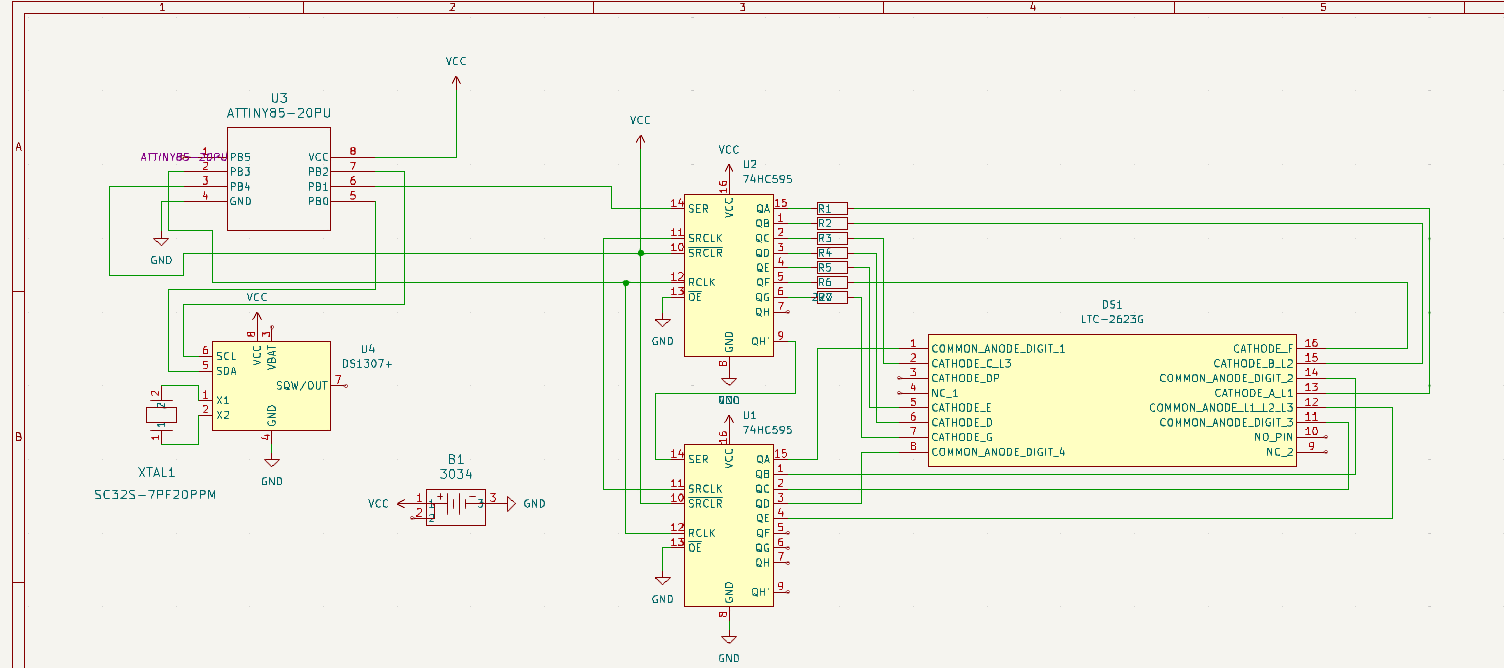 1 2 3 4 5
A
B
VCC
U3
ATTINY85-20PU
ATTINY85-20PU
1 PB5 VCC 8
2 PB3 PB2 7
3 PB4 PB1 6
4 GND PB0 5
GND
VCC
VCC
8 VCC
3 VBAT
U4
DS1307+
6 SCL
5 SDA
SQW/OUT 7
1 X1
2 X2
GND
4
GND
2
2
1
1
XTAL1
SC32S-7PF20PPM
B1
3034
VCC 1 1 + - 3 3 GND
2 2
VCC
U2
74HC595
16 VCC
14 SER QA 15
QB 1
11 SRCLK QC 2
10 SRCLR QD 3
QE 4
12 RCLK QF 5
13 OE QG 6
QH 7
GND
GND QH' 9
8
GND
R1
R2
R3
R4
R5
R6
VCC
U1
74HC595
16 VCC
14 SER QA 15
QB 1
11 SRCLK QC 2
10 SRCLR QD 3
QE 4
12 RCLK QF 5
13 OE QG 6
QH 7
GND
GND QH' 9
8
GND
DS1
LTC-2623G
1 COMMON_ANODE_DIGIT_1 CATHODE_F 16
2 CATHODE_C_L3 CATHODE_B_L2 15
3 CATHODE_DP COMMON_ANODE_DIGIT_2 14
4 NC_1 CATHODE_A_L1 13
5 CATHODE_E COMMON_ANODE_L1_L2_L3 12
6 CATHODE_D COMMON_ANODE_DIGIT_3 11
7 CATHODE_G NO_PIN 10
8 COMMON_ANODE_DIGIT_4 NC_2 9